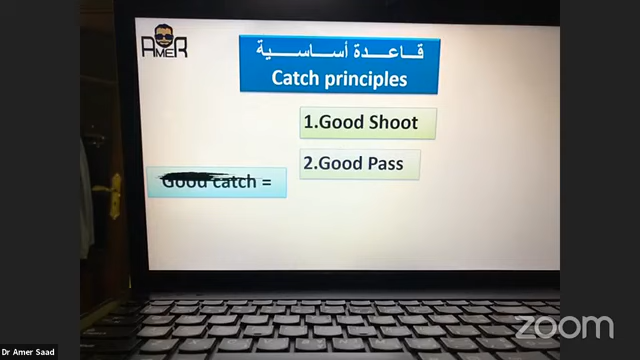 AMER
قاعدة أساسية
Catch principles
1.Good Shoot
2.Good Pass
Good catch =
zoom
Dr Amer Saad